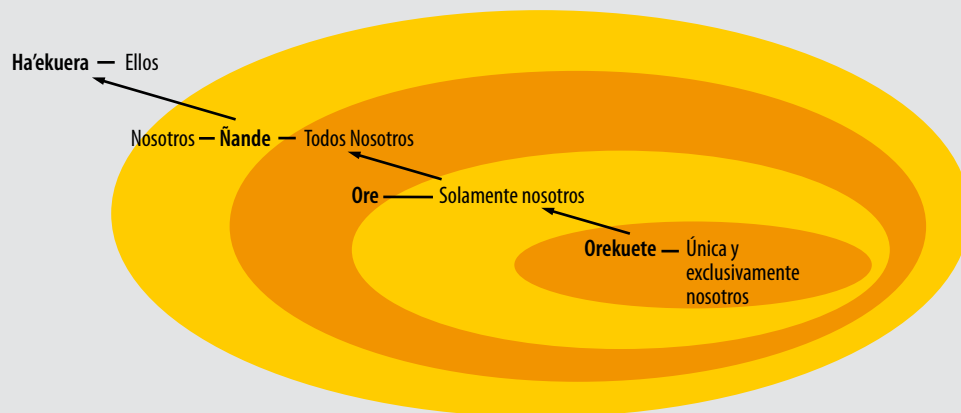 Ha'ekuera — Ellos
Nosotros — Ñande — Todos Nosotros
Ore — Solamente nosotros
Orekuete — Única y
exclusivamente
nosotros